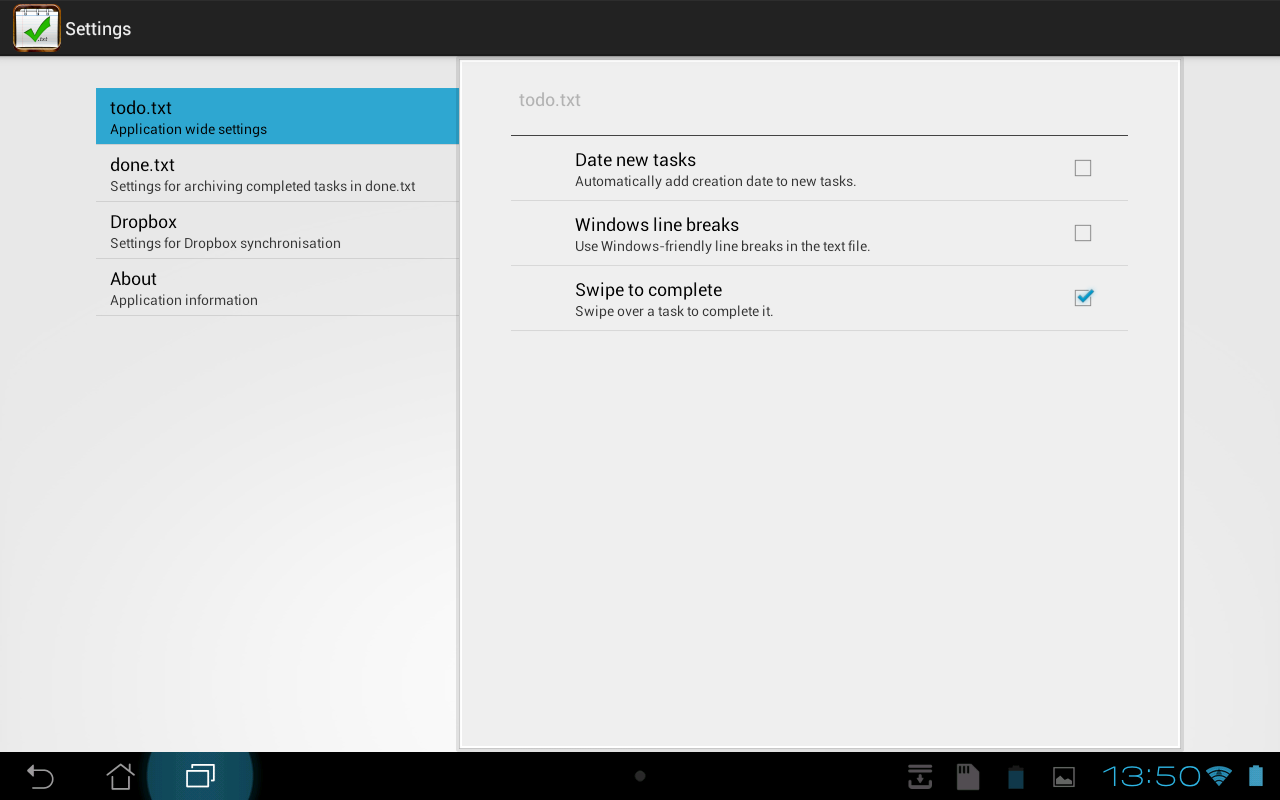 Settings
todo.txt
Application wide settings
done.txt
Settings for archiving completed tasks in done.txt
Dropbox
Settings for Dropbox synchronisation
About
Application information
todo.txt
Date new tasks
Automatically add creation date to new tasks.
Windows line breaks
Use Windows-friendly line breaks in the text file.
Swipe to complete
Swipe over a task to complete it.
13:50